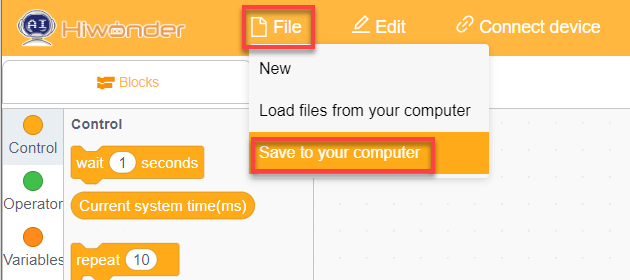 AI Hiwonder File Edit Connect device
New
Blocks
Load files from your computer
Control
Save to your computer
Control
wait 1 seconds
Operator
Current system time(ms)
Variables
repeat 10